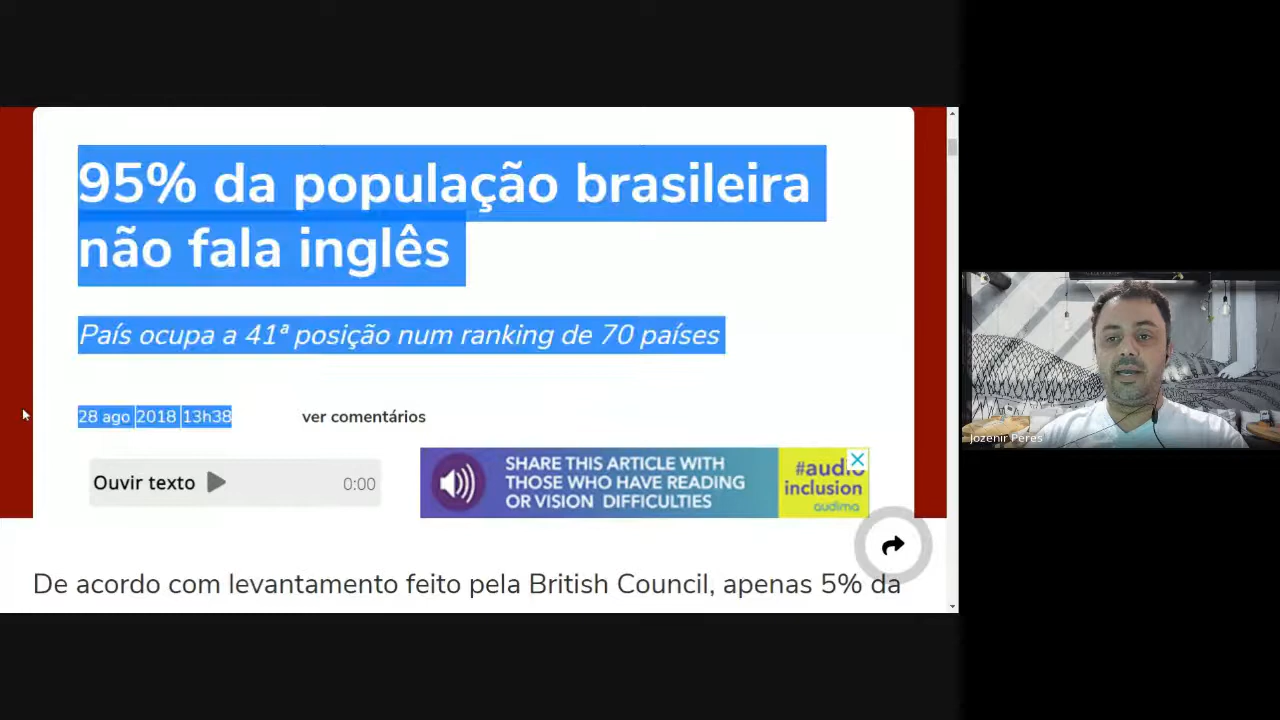 95% da população brasileira
não fala inglês
País ocupa a 41ª posição num ranking de 70 países
28 ago 2018 13h38
ver comentários
Ouvir texto
0:00
SHARE THIS ARTICLE WITH
THOSE WHO HAVE READING
OR VISION DIFFICULTIES
#audio
inclusion
audima
De acordo com levantamento feito pela British Council, apenas 5% da
Jozenir Peres